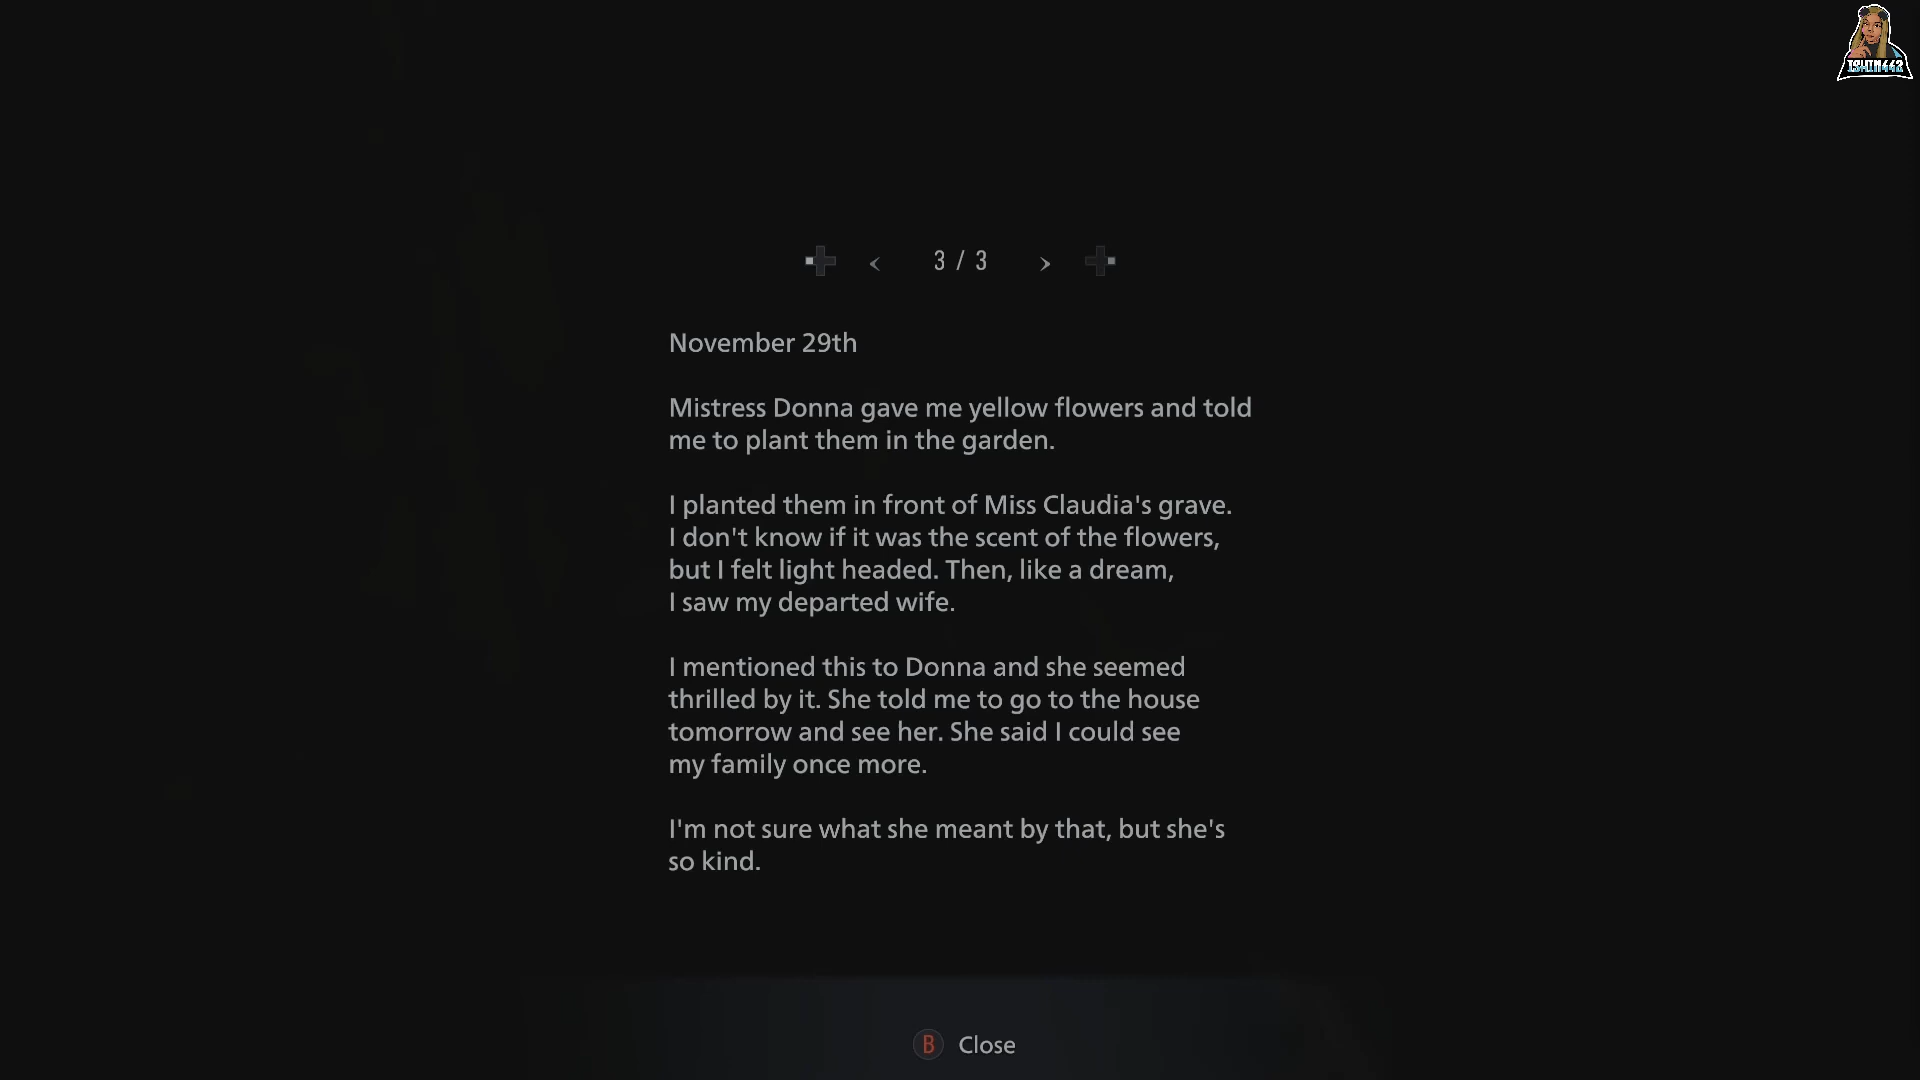 ISHIM442
< 3 / 3 >
November 29th
Mistress Donna gave me yellow flowers and told
me to plant them in the garden.
I planted them in front of Miss Claudia's grave.
I don't know if it was the scent of the flowers,
but I felt light headed. Then, like a dream,
I saw my departed wife.
I mentioned this to Donna and she seemed
thrilled by it. She told me to go to the house
tomorrow and see her. She said I could see
my family once more.
I'm not sure what she meant by that, but she's
so kind.
B Close